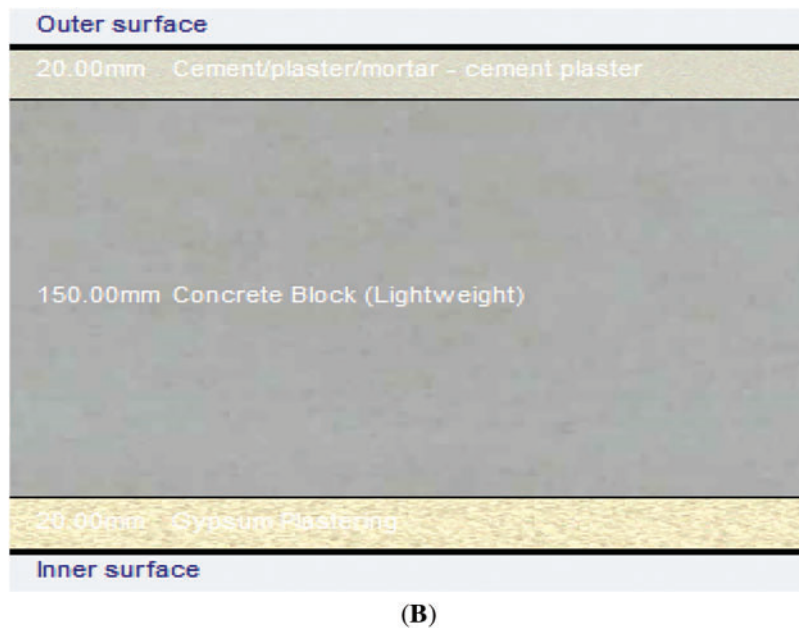 Outer surface
20.00mm Cement/plaster/mortar - cement plaster
150.00mm Concrete Block (Lightweight)
20.00mm Gypsum Plastering
Inner surface
(B)